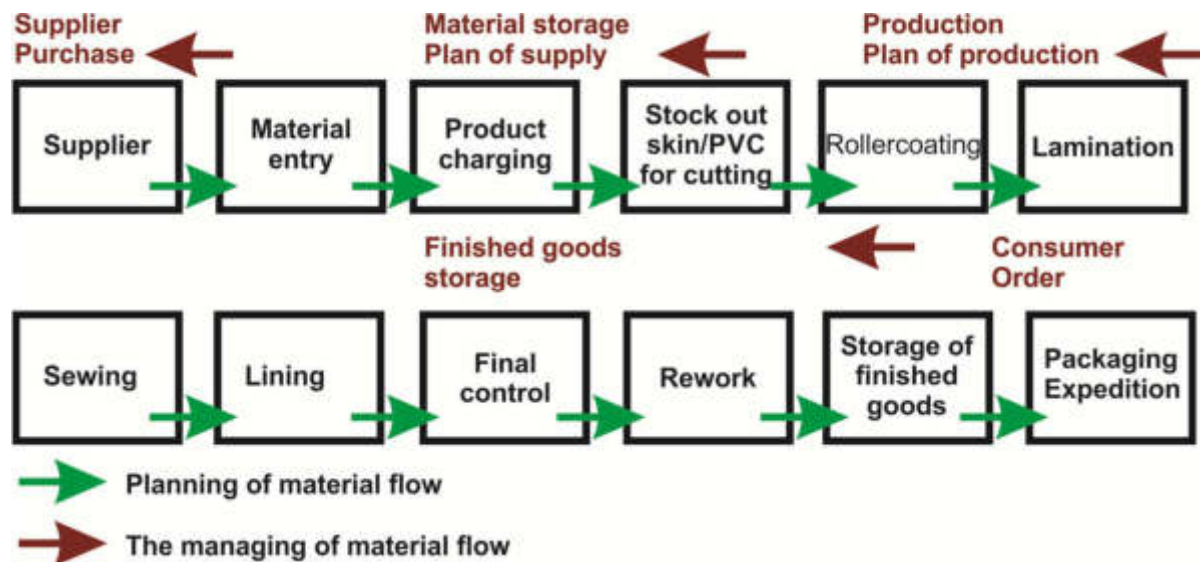 Supplier
Purchase
Material storage
Plan of supply
Production
Plan of production
Supplier
Material
entry
Product
charging
Stock out
skin/PVC
for cutting
Rollercoating
Lamination
Finished goods
storage
Consumer
Order
Sewing
Lining
Final
control
Rework
Storage of
finished
goods
Packaging
Expedition
Planning of material flow
The managing of material flow